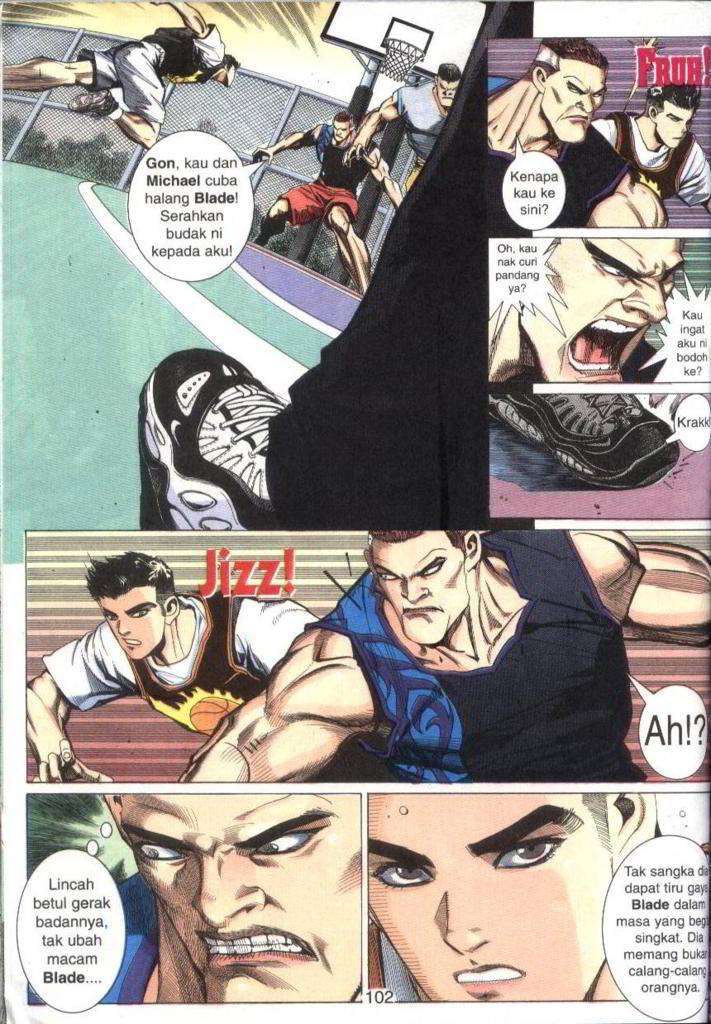 Gon, kau dan
Michael cuba
halang Blade!
Serahkan
budak ni
kepada aku!
FRUH!
Kenapa
kau ke
sini?
Oh, kau
nak curi
pandang
ya?
Kau
ingat
aku ni
bodoh
ke?
Krakk
Jizz!
Ah!?
Lincah
betul gerak
badannya,
tak ubah
macam
Blade....
Tak sangka dia
dapat tiru gaya
Blade dalam
masa yang
singkat. Dia
memang bukan
calang-calang
orangnya.
102